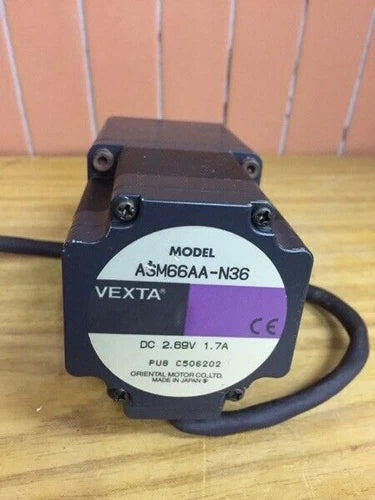 MODEL
ASM66AA-N36
VEXTA®
CE
DC 2.69V 1.7A
PU8 C506202
ORIENTAL MOTOR CO.,LTD.
MADE IN JAPAN